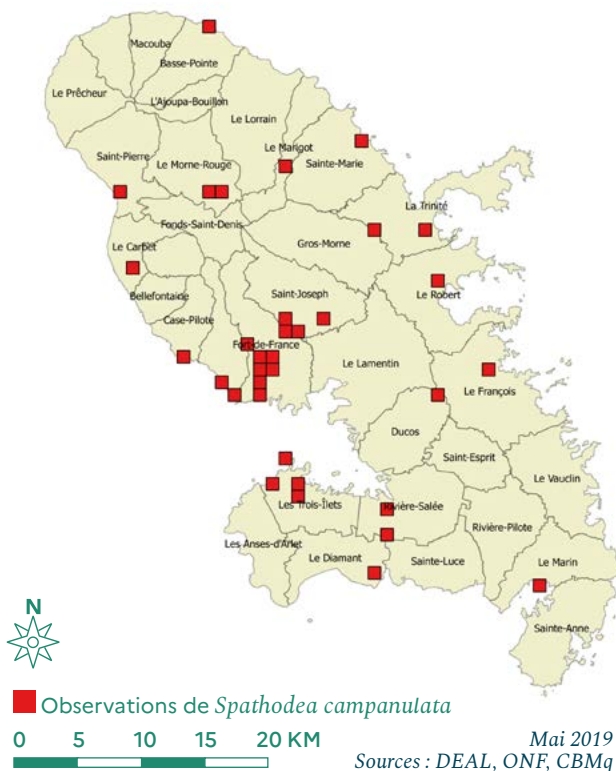 Macouba
Basse-Pointe
Le Prêcheur
L'Ajoupa-Bouillon
Le Lorrain
Le Marigot
Saint-Pierre
Le Morne-Rouge
Sainte-Marie
La Trinité
Fonds-Saint-Denis
Gros-Morne
Le Carbet
Le Robert
Bellefontaine
Saint-Joseph
Case-Pilote
Fort-de-France
Le Lamentin
Le François
Ducos
Saint-Esprit
Le Vauclin
Les Trois-Îlets
Rivière-Salée
Rivière-Pilote
Les Anses-d'Arlet
Le Diamant
Sainte-Luce
Le Marin
Sainte-Anne
N
Observations de Spathodea campanulata
0 5 10 15 20 KM
Mai 2019
Sources : DEAL, ONF, CBMq